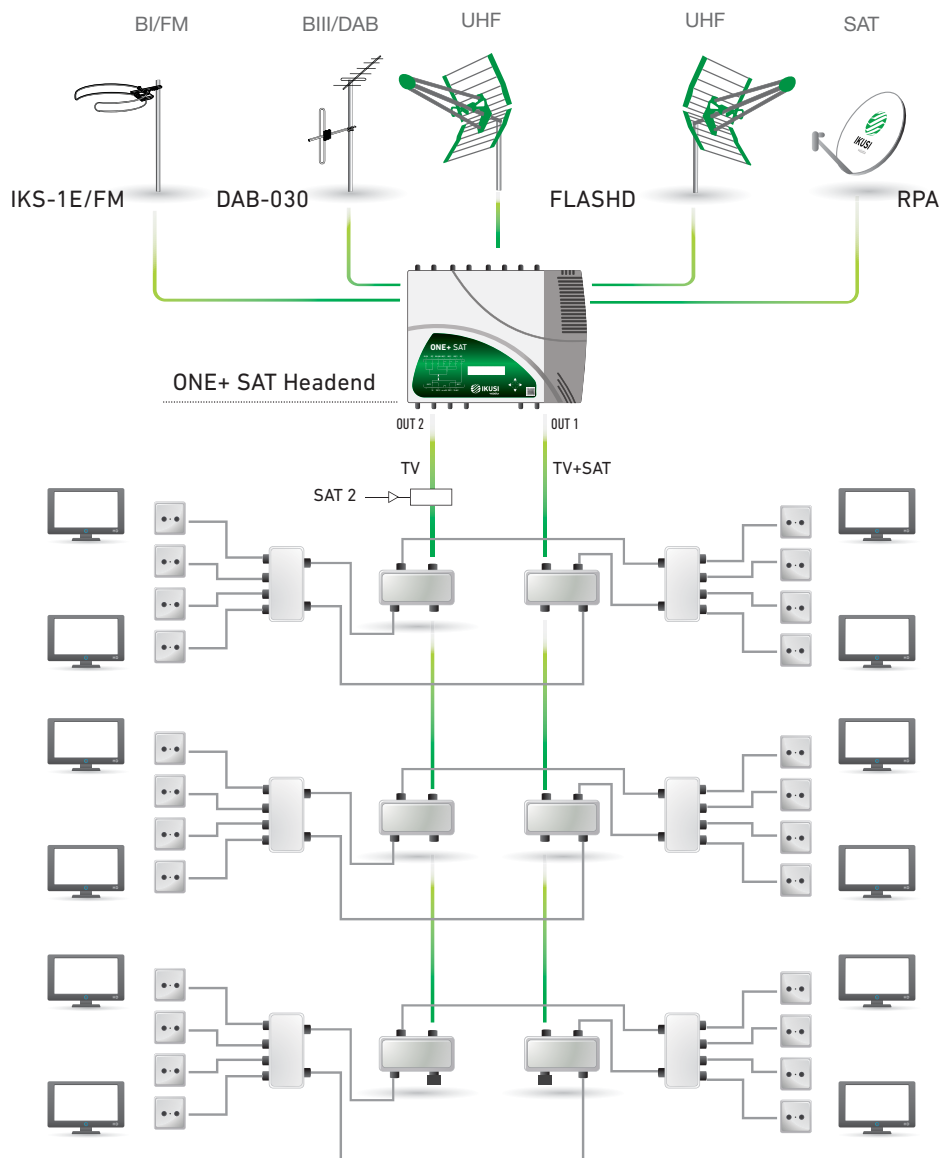 BI/FM
BIII/DAB
UHF
UHF
SAT
IKUSI
IKS-1E/FM
DAB-030
FLASHD
RPA
ONE+ SAT
IKUSI
ONE+ SAT Headend
OUT 2
OUT 1
TV
TV+SAT
SAT 2